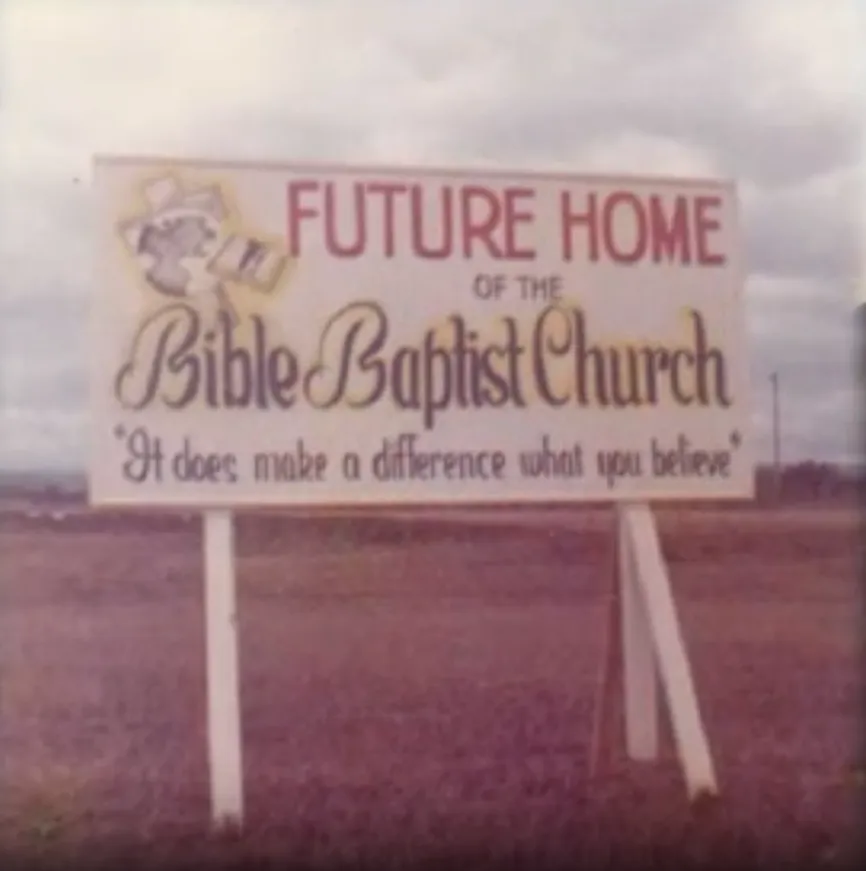 FUTURE HOME
OF THE
Bible Baptist Church
"It does make a difference what you believe"